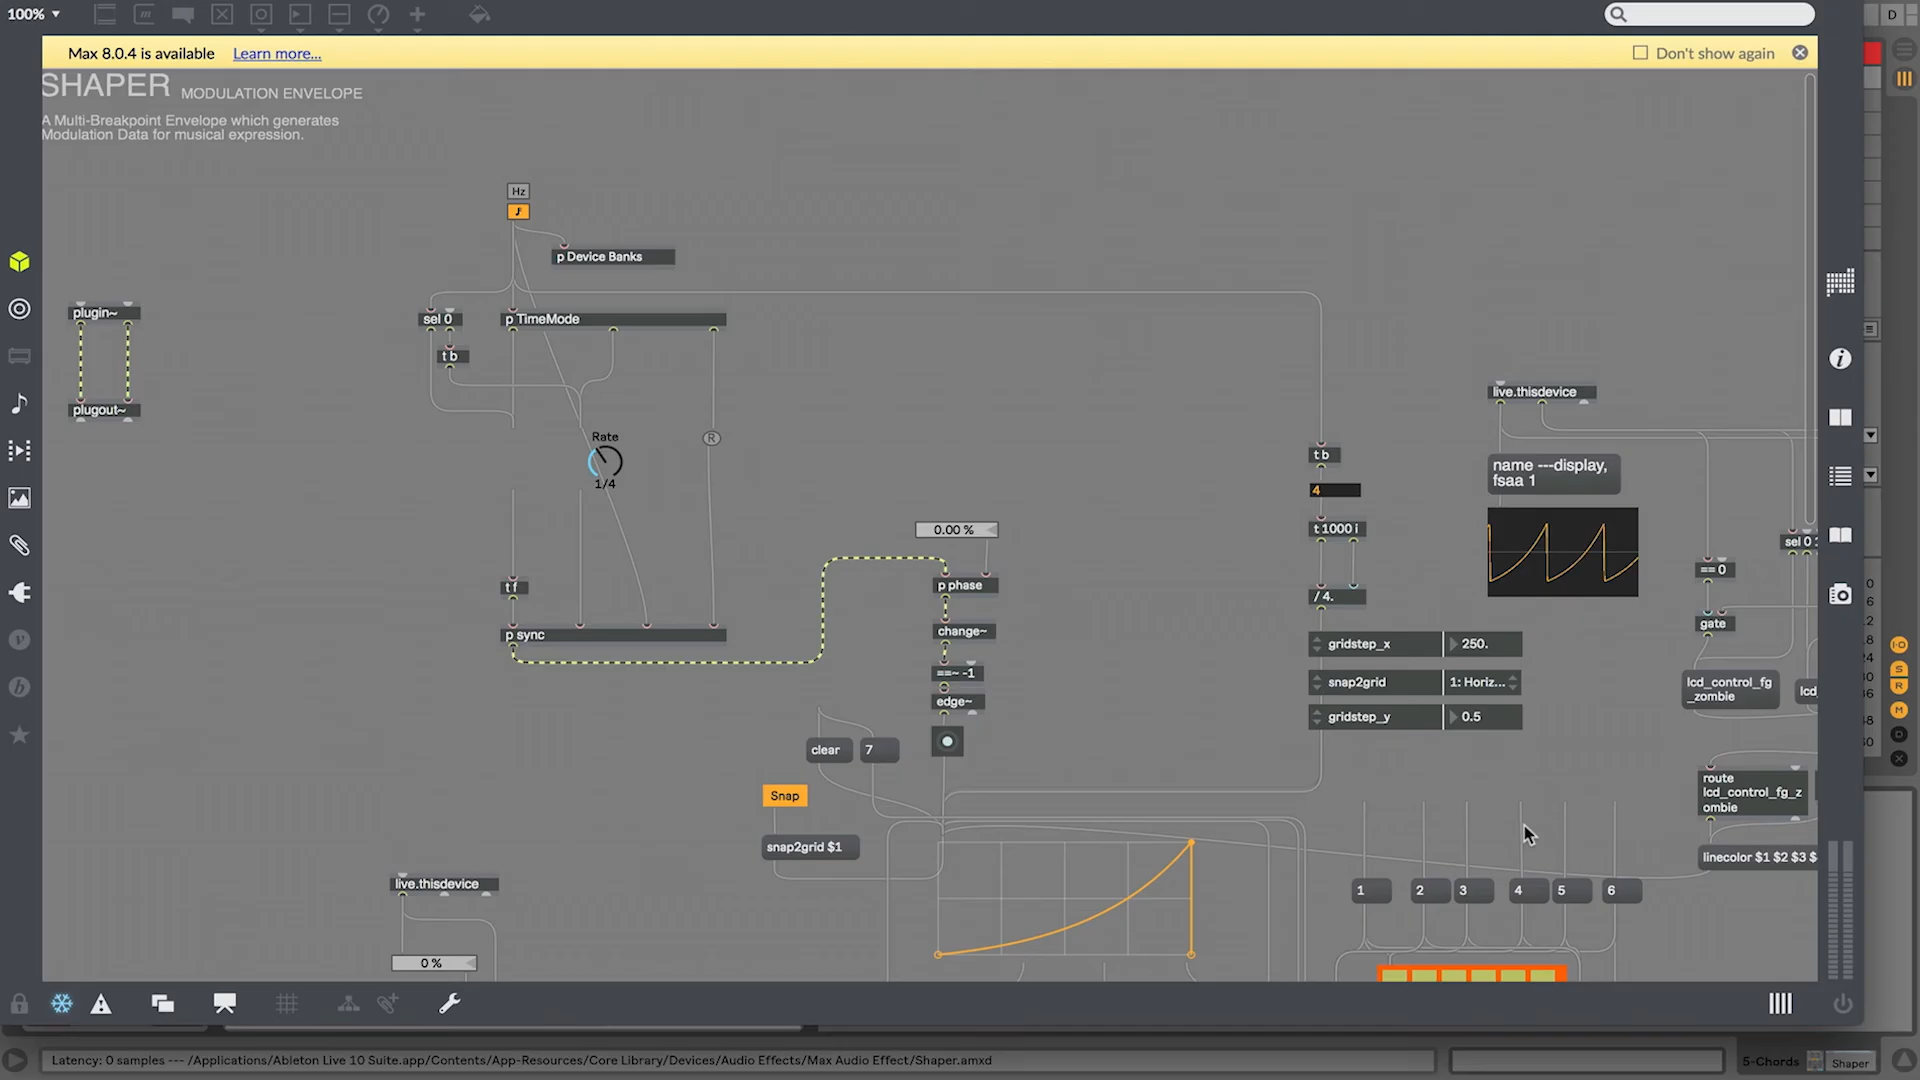 100%
D
Max 8.0.4 is available
Learn more...
Don't show again
SHAPER MODULATION ENVELOPE
A Multi-Breakpoint Envelope which generates
Modulation Data for musical expression.
Hz
p Device Banks
plugin~
sel 0
p TimeMode
t b
plugout~
live.thisdevice
name ---display,
fsaa 1
Rate
1/4
R
t b
4
t 1000 i
0.00 %
sel 0 1
== 0
t f
p phase
/ 4.
gate
p sync
change~
gridstep_x
250.
==~ -1
snap2grid
1: Horiz...
lcd_control_fg
_zombie
lcd_
edge~
gridstep_y
0.5
clear
7
Snap
route
lcd_control_fg_z
ombie
snap2grid $1
linecolor $1 $2 $3 $
live.thisdevice
1
2
3
4
5
6
0 %
Latency: 0 samples --- /Applications/Ableton Live 10 Suite.app/Contents/App-Resources/Core Library/Devices/Audio Effects/Max Audio Effect/Shaper.amxd
5-Chords
Shaper